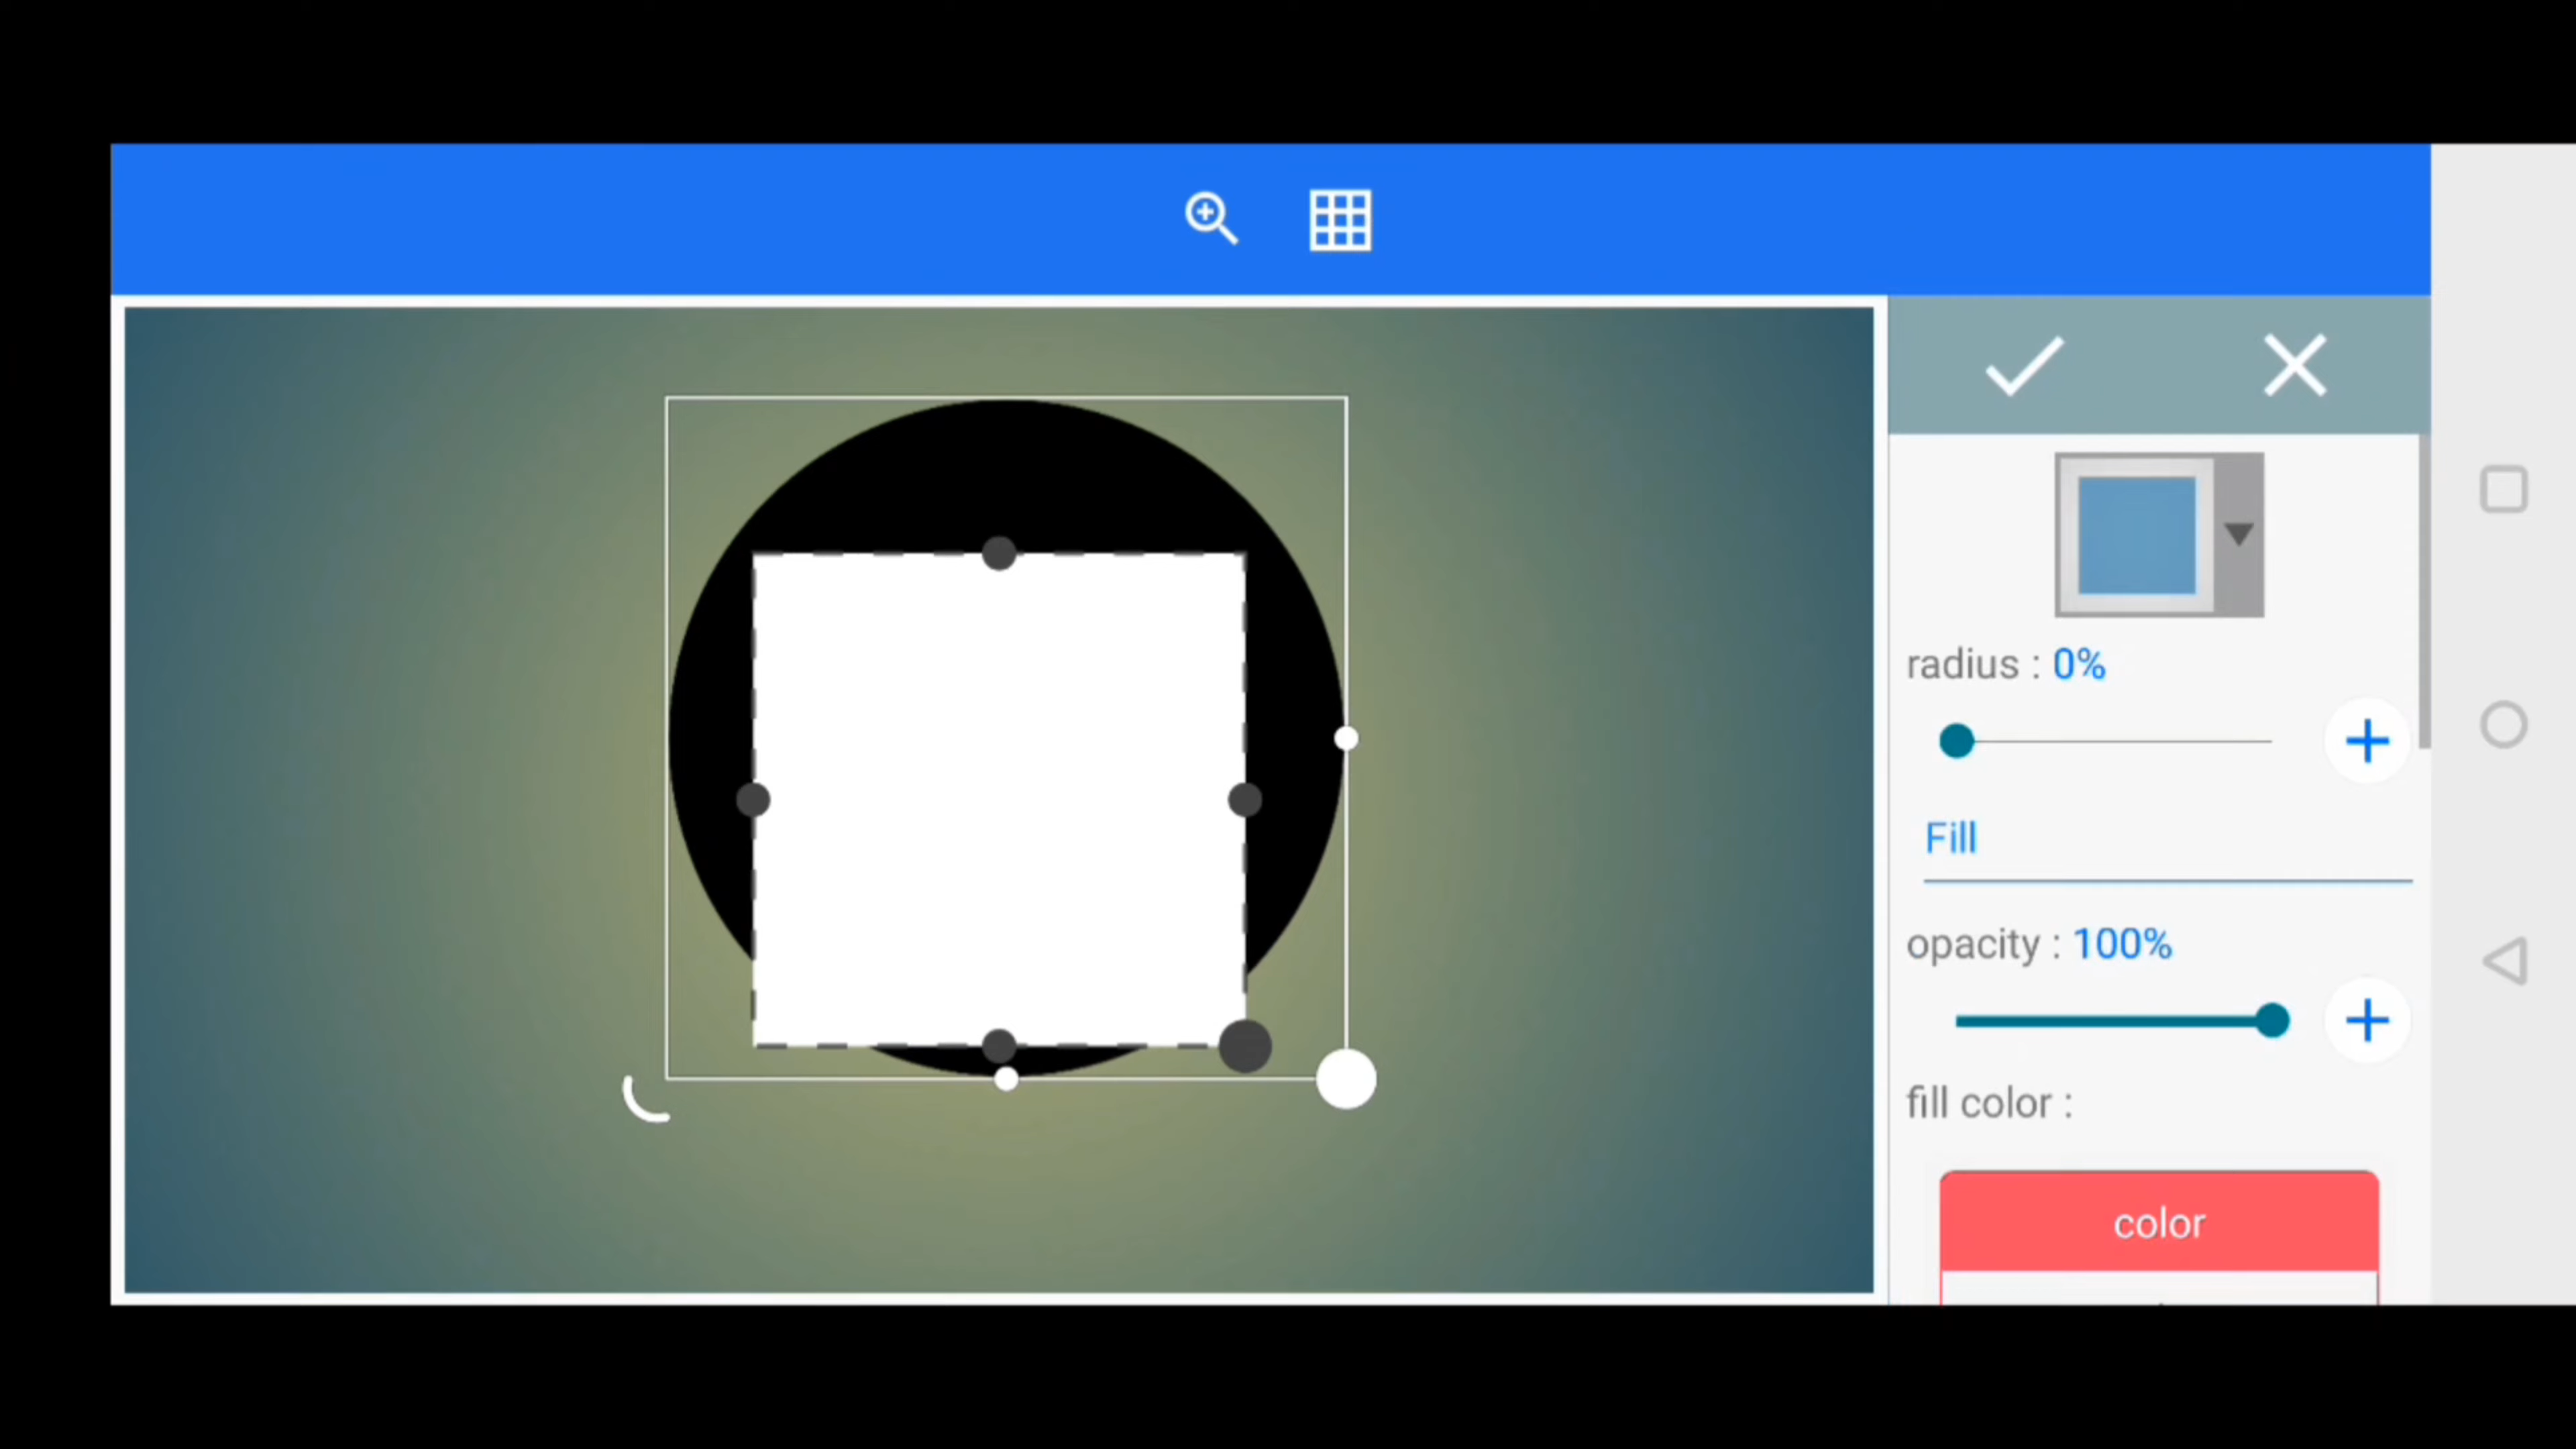 radius : 0%
Fill
opacity : 100%
fill color :
color